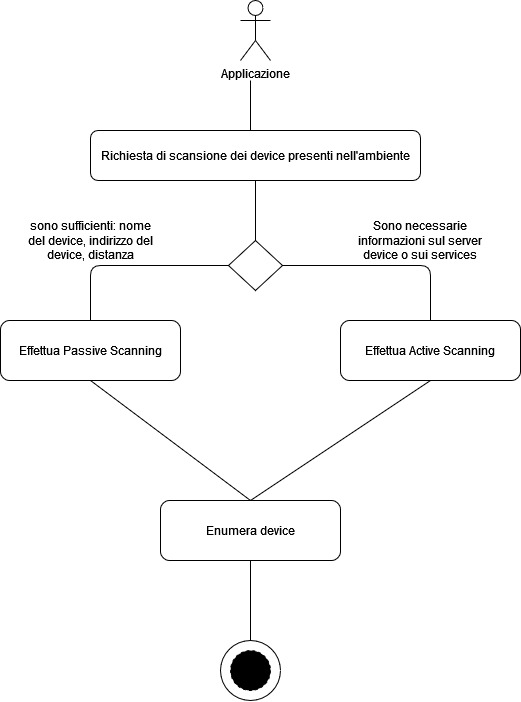 Applicazione
Richiesta di scansione dei device presenti nell'ambiente
sono sufficienti: nome
del device, indirizzo del
device, distanza
Sono necessarie
informazioni sul server
device o sui services
Effettua Passive Scanning
Effettua Active Scanning
Enumera device